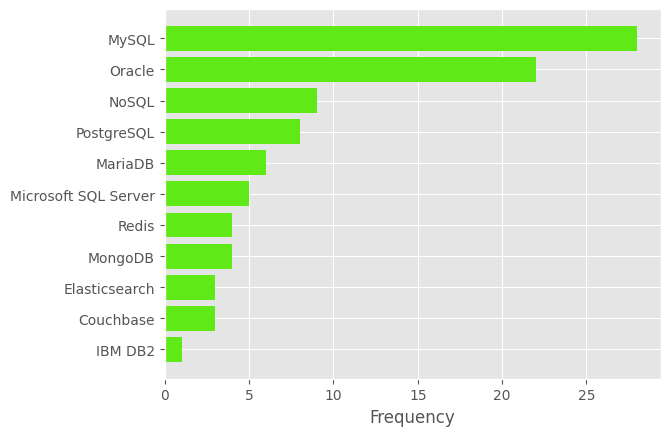 MySQL
Oracle
NoSQL
PostgreSQL
MariaDB
Microsoft SQL Server
Redis
MongoDB
Elasticsearch
Couchbase
IBM DB2
0 5 10 15 20 25
Frequency